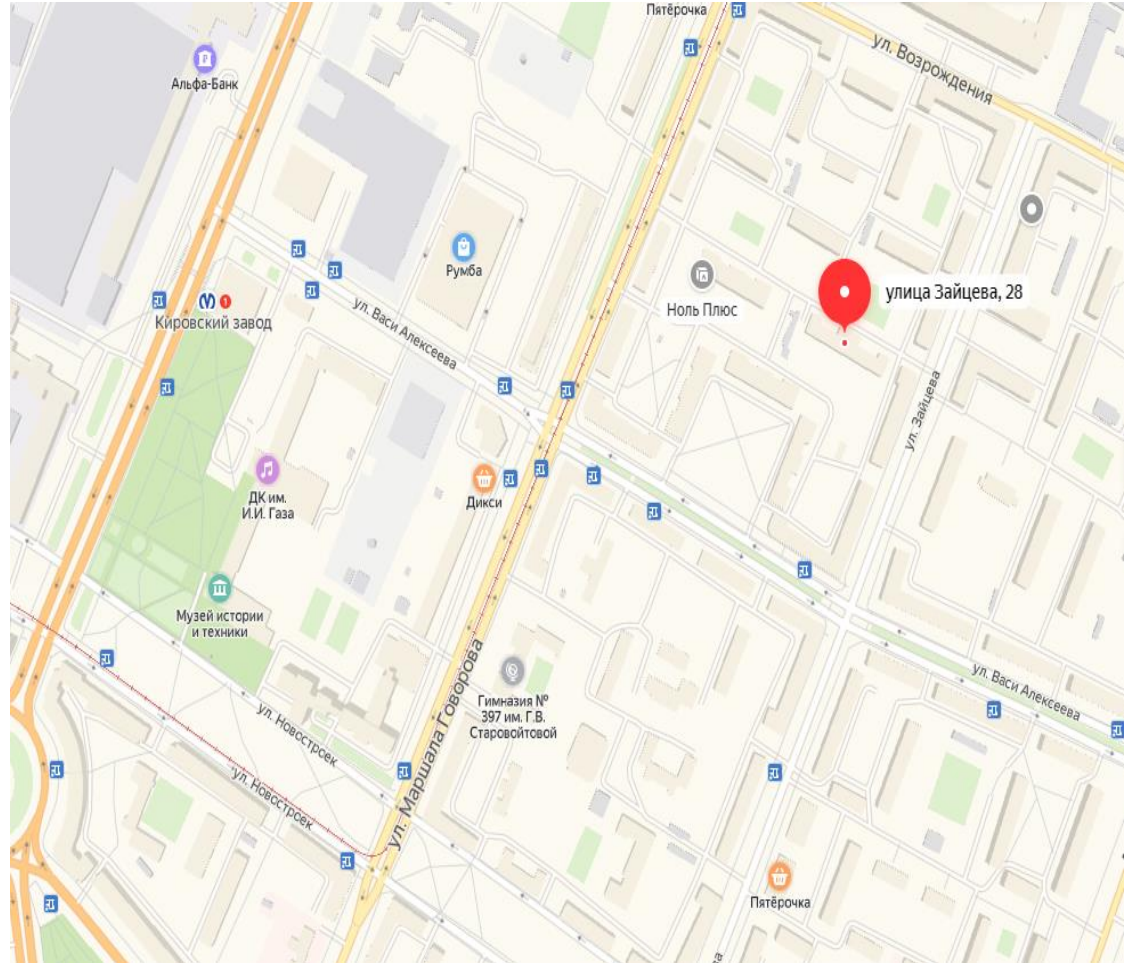 Пятёрочка
ул. Возрождения
Альфа-Банк
Румба
Ноль Плюс
улица Зайцева, 28
1
Кировский завод
ул. Васи Алексеева
ул. Зайцева
ДК им.
И.И. Газа
Дикси
Музей истории
и техники
ул. Васи Алексеева
Гимназия №
397 им. Г.В.
Старовойтовой
ул. Новостроек
ул. Новостроек
ул. Маршала Говорова
Пятёрочка